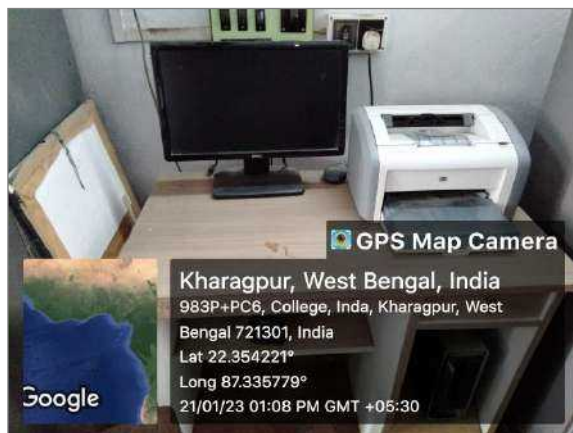 GPS Map Camera
Kharagpur, West Bengal, India
983P+PC6, College, Inda, Kharagpur, West
Bengal 721301, India
Lat 22.354221°
Long 87.335779°
21/01/23 01:08 PM GMT +05:30
Google